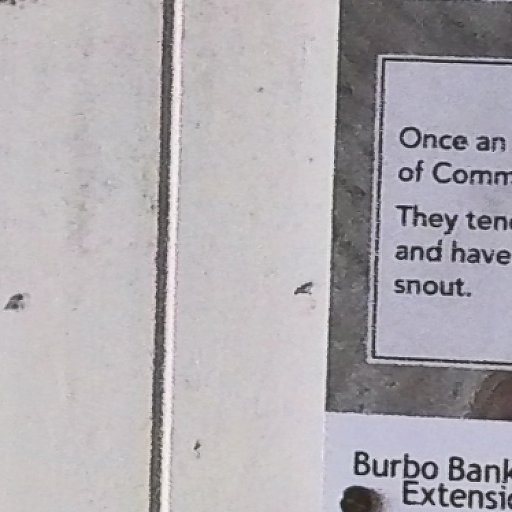 Once an
of Comm
They ten
and have
snout.
Burbo Bank
Extensi